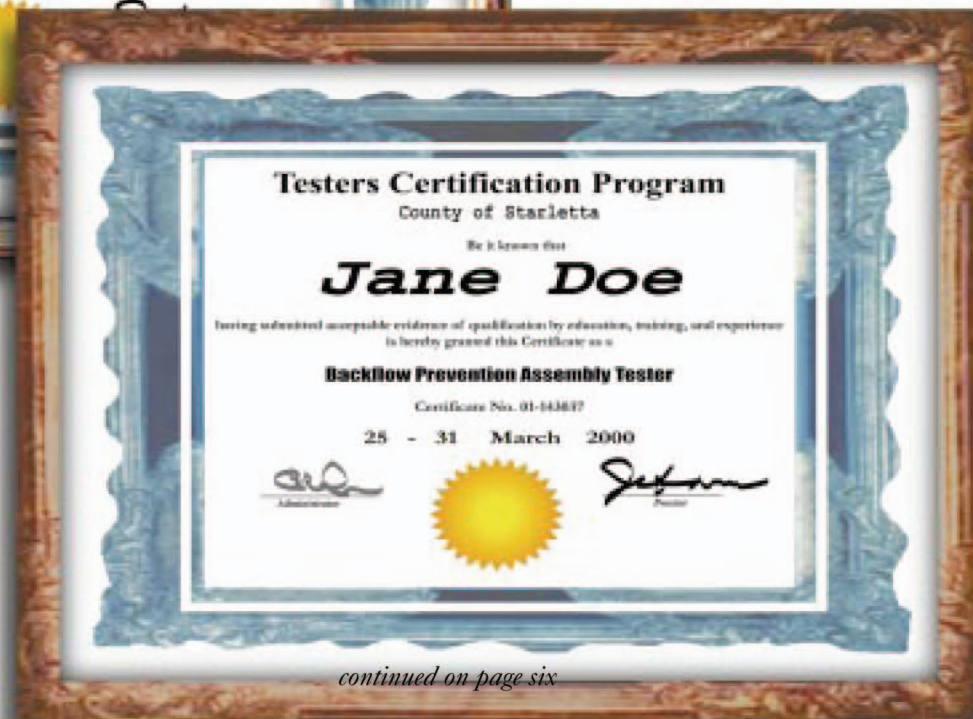 Testers Certification Program
County of Starletta
Be it known that
Jane Doe
having submitted acceptable evidence of qualification by education, training, and experience
is hereby granted this Certificate as a
Backflow Prevention Assembly Tester
Certificate No.
25 - 31 March 2000
Administrator
Proctor
continued on page six